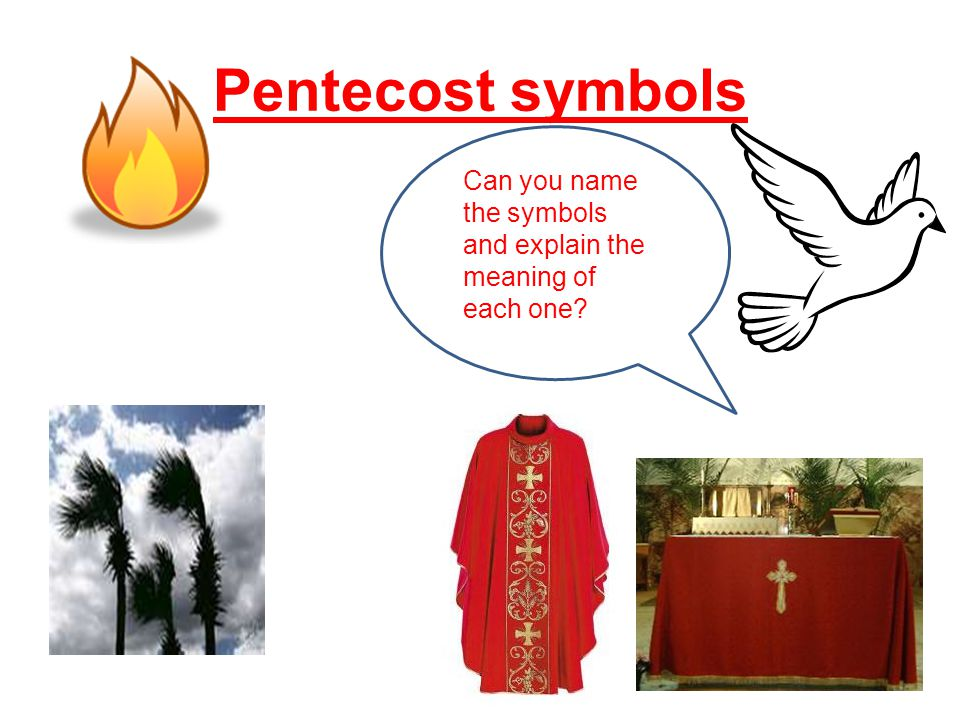 Pentecost symbols
Can you name
the symbols
and explain the
meaning of
each one?